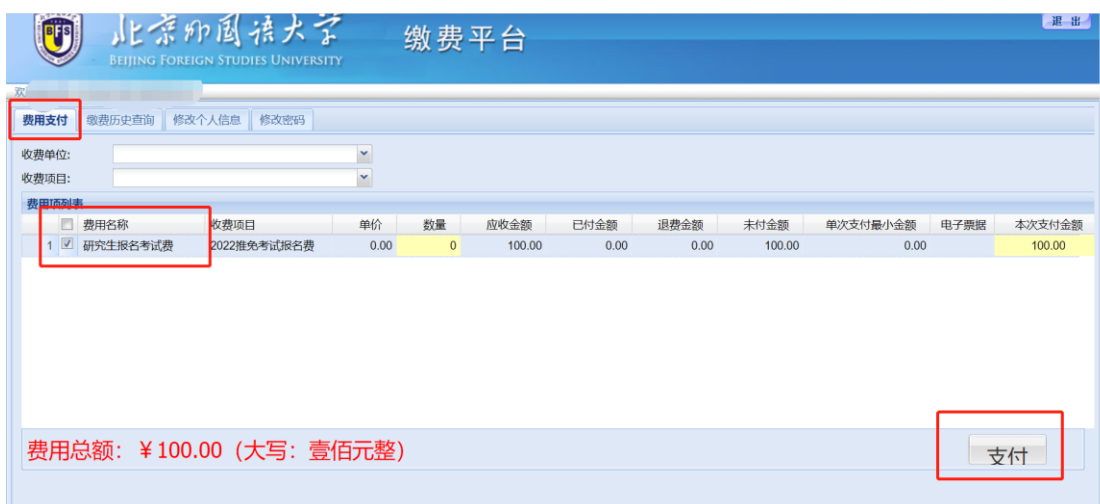 BFS
北京外国语大学
BEIJING FOREIGN STUDIES UNIVERSITY
缴费平台
退 出
欢
费用支付 缴费历史查询 修改个人信息 修改密码
收费单位:
收费项目:
费用项列表
费用名称 收费项目 单价 数量 应收金额 已付金额 退费金额 未付金额 单次支付最小金额 电子票据 本次支付金额
1 研究生报名考试费 2022推免考试报名费 0.00 0 100.00 0.00 0.00 100.00 0.00 100.00
费用总额：￥100.00（大写：壹佰元整）
支付